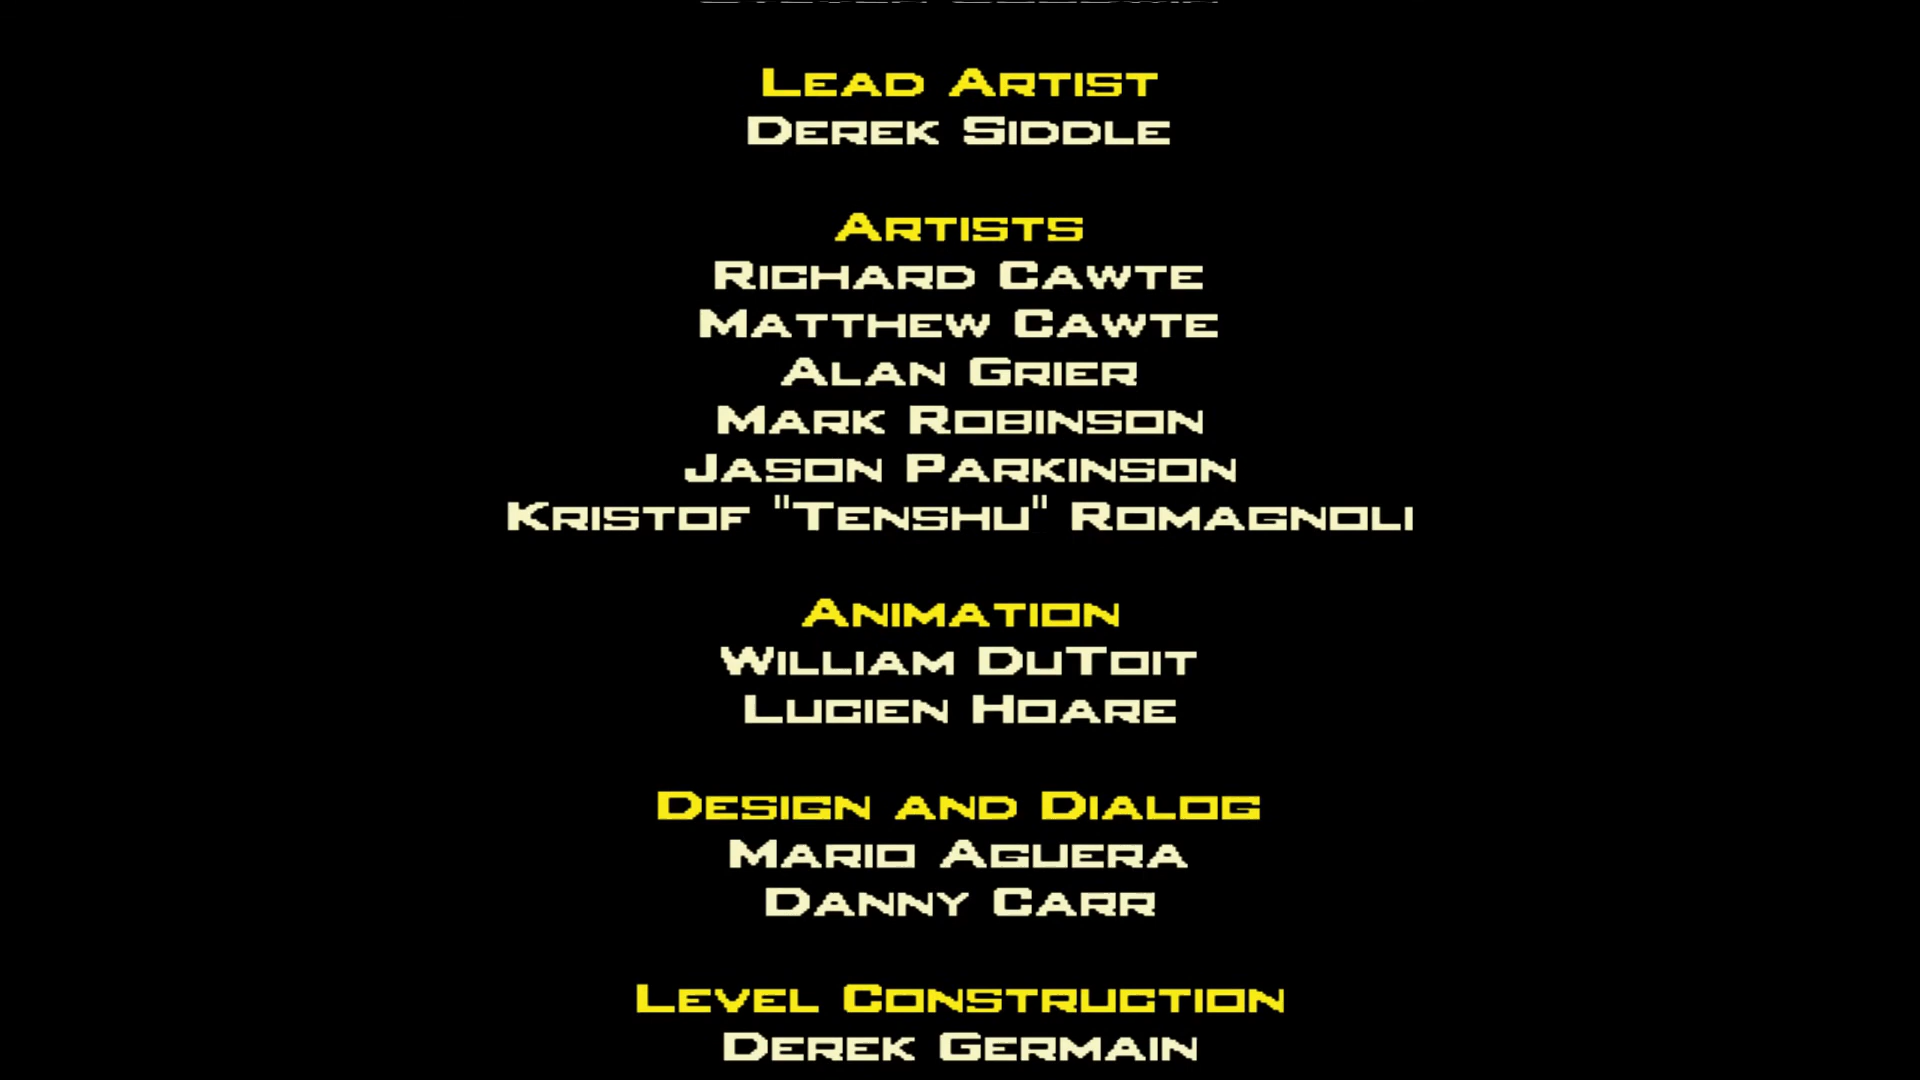 Lead Artist
Derek Siddle
Artists
Richard Cawte
Matthew Cawte
Alan Grier
Mark Robinson
Jason Parkinson
Kristof "Tenshu" Romagnoli
Animation
William DuToit
Lucien Hoare
Design and Dialog
Mario Aguera
Danny Carr
Level Construction
Derek Germain